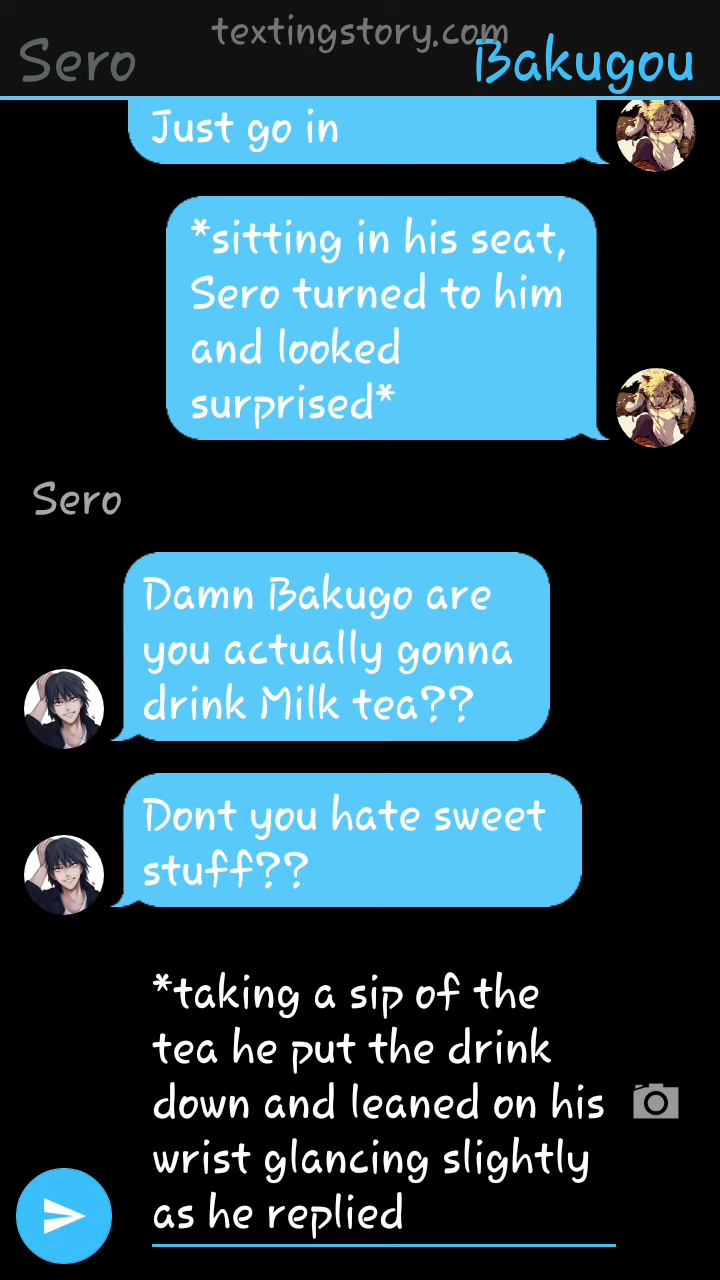 textingstory.com
Sero
Bakugou
Just go in
*sitting in his seat,
Sero turned to him
and looked
surprised*
Sero
Damn Bakugo are
you actually gonna
drink Milk tea??
Dont you hate sweet
stuff??
*taking a sip of the
tea he put the drink
down and leaned on his
wrist glancing slightly
as he replied